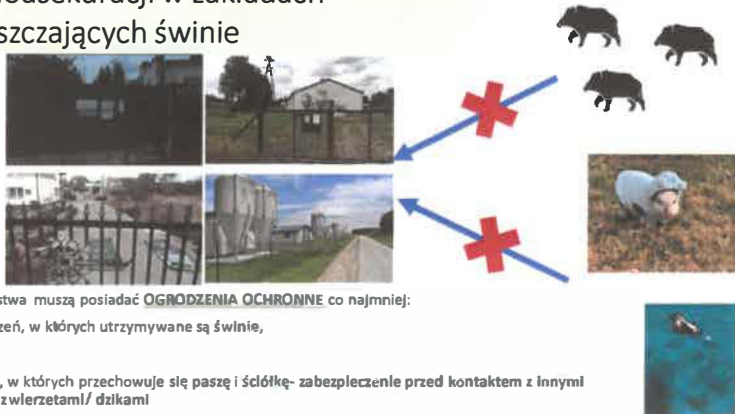 szczających świnie
stwa muszą posiadać OGRODZENIA OCHRONNE co najmniej:
zeń, w których utrzymywane są świnie,
, w których przechowuje się paszę i ściółkę- zabezpieczenie przed kontaktem z innymi
zwierzetami/ dzikami